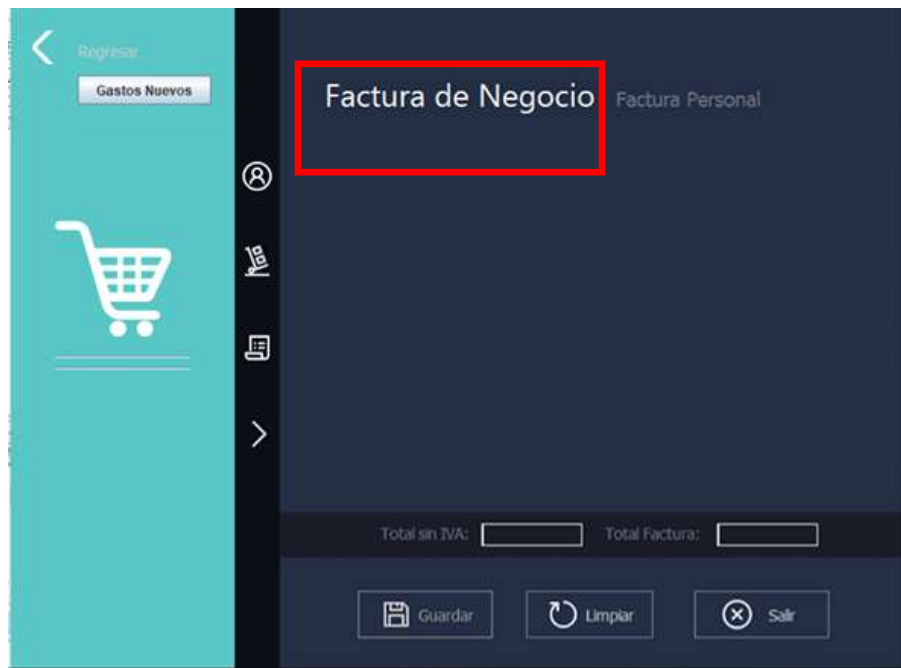 Regresar
Gastos Nuevos
Factura de Negocio Factura Personal
Total sin IVA: Total Factura:
Guardar Limpiar Salir